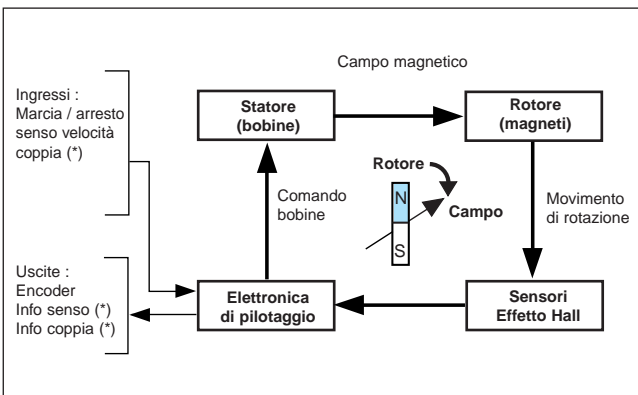 Campo magnetico
Ingressi :
Marcia / arresto
senso velocità
coppia (*)
Statore
(bobine)
Rotore
(magneti)
Rotore
N
Campo
S
Comando
bobine
Movimento
di rotazione
Uscite :
Encoder
Info senso (*)
Info coppia (*)
Elettronica
di pilotaggio
Sensori
Effetto Hall